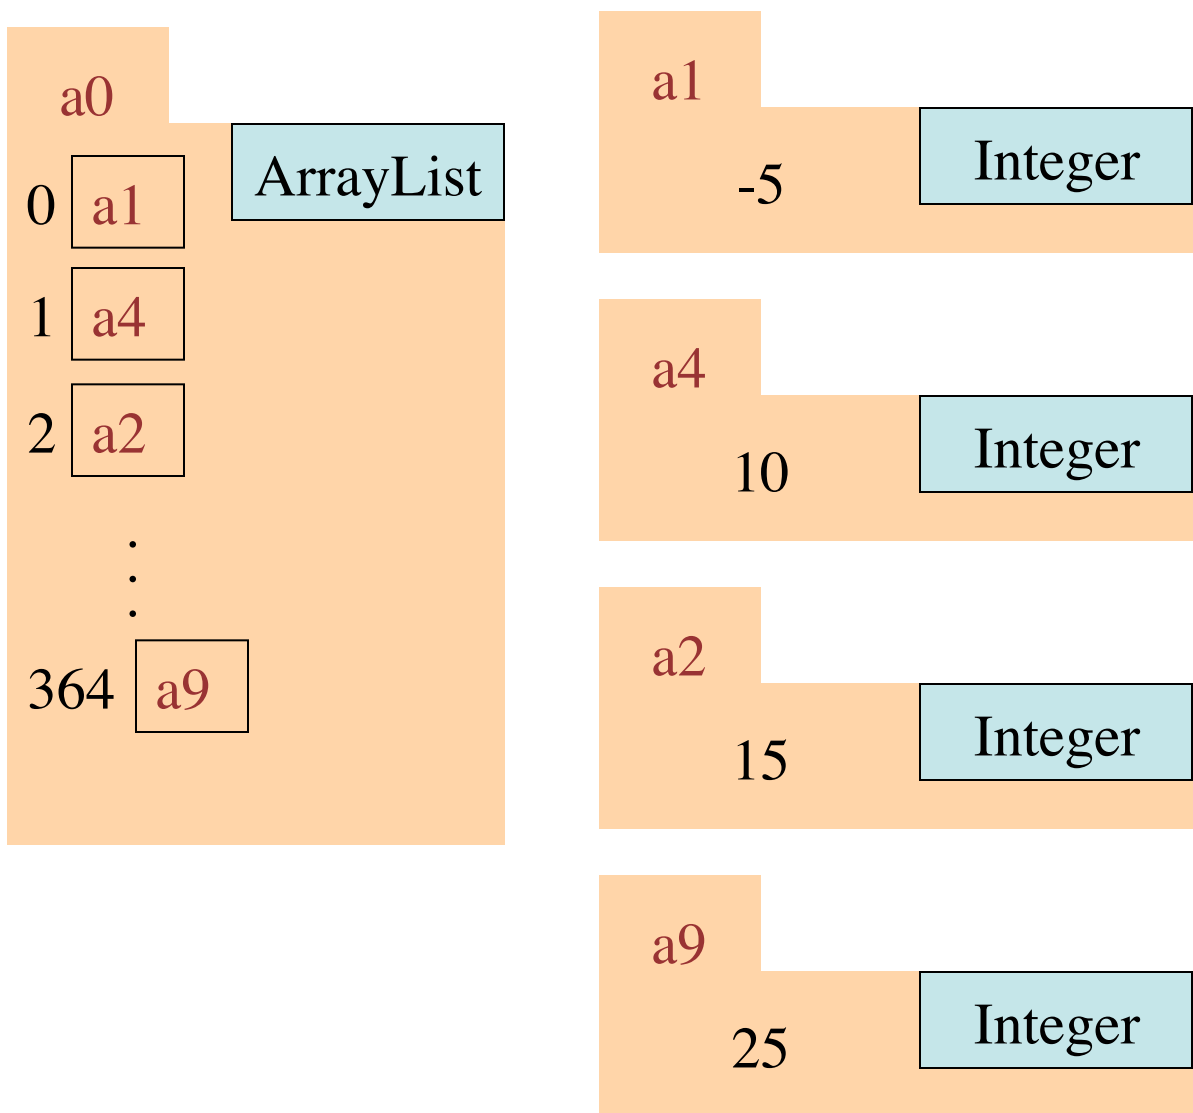 a0
ArrayList
0 a1
1 a4
2 a2
.
.
.
364 a9
a1
Integer
-5
a4
Integer
10
a2
Integer
15
a9
Integer
25